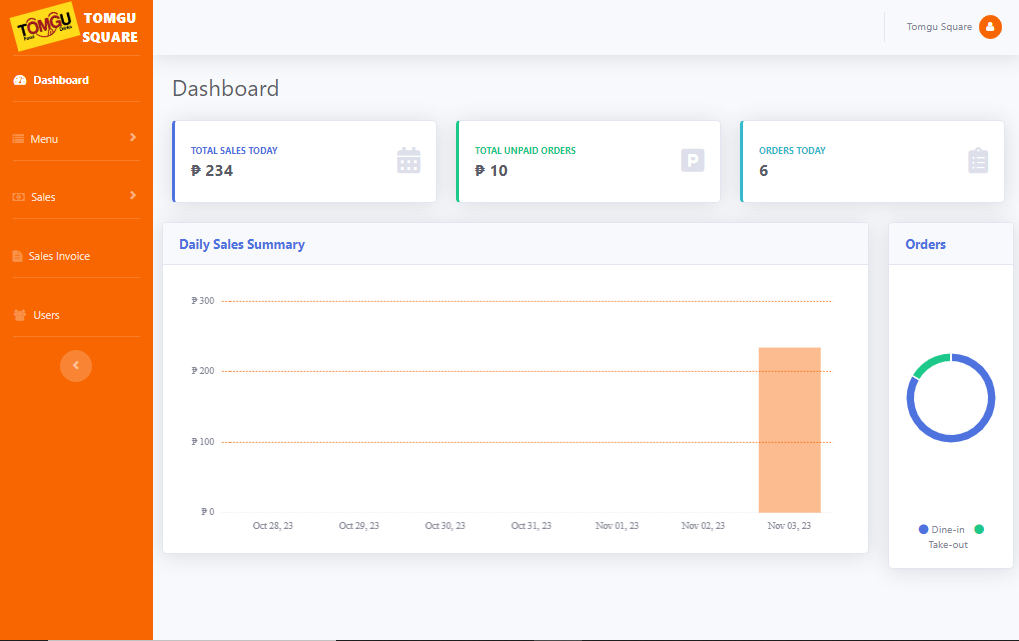 TOMGU
TOMGU
SQUARE
Tomgu Square
Dashboard
Menu
Sales
Sales Invoice
Users
Dashboard
TOTAL SALES TODAY
₱ 234
TOTAL UNPAID ORDERS
₱ 10
P
ORDERS TODAY
6
Daily Sales Summary
₱ 300
₱ 200
₱ 100
₱ 0
Oct 28, 23 Oct 29, 23 Oct 30, 23 Oct 31, 23 Nov 01, 23 Nov 02, 23 Nov 03, 23
Orders
Dine-in
Take-out